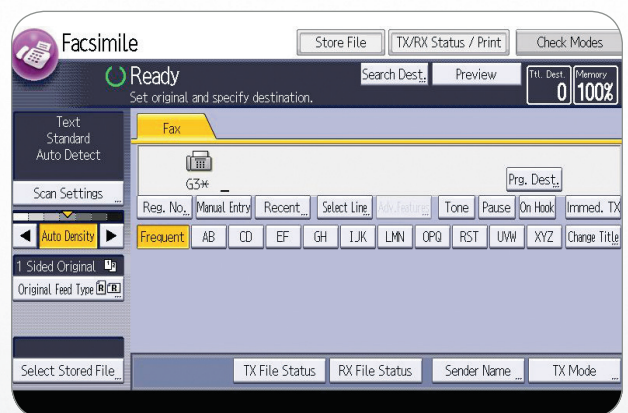 Facsimile
Store File TX/RX Status / Print Check Modes
Ready Search Dest. Preview Ttl. Dest. 0 Memory 100%
Set original and specify destination.
Text
Standard
Auto Detect
Scan Settings
Auto Density
1 Sided Original
Original Feed Type R R
Select Stored File
Fax
G3* _
Prg. Dest.
Reg. No. Manual Entry Recent Select Line Adv.Features Tone Pause On Hook Immed. TX
Frequent AB CD EF GH IJK LMN OPQ RST UVW XYZ Change Title
TX File Status RX File Status Sender Name TX Mode